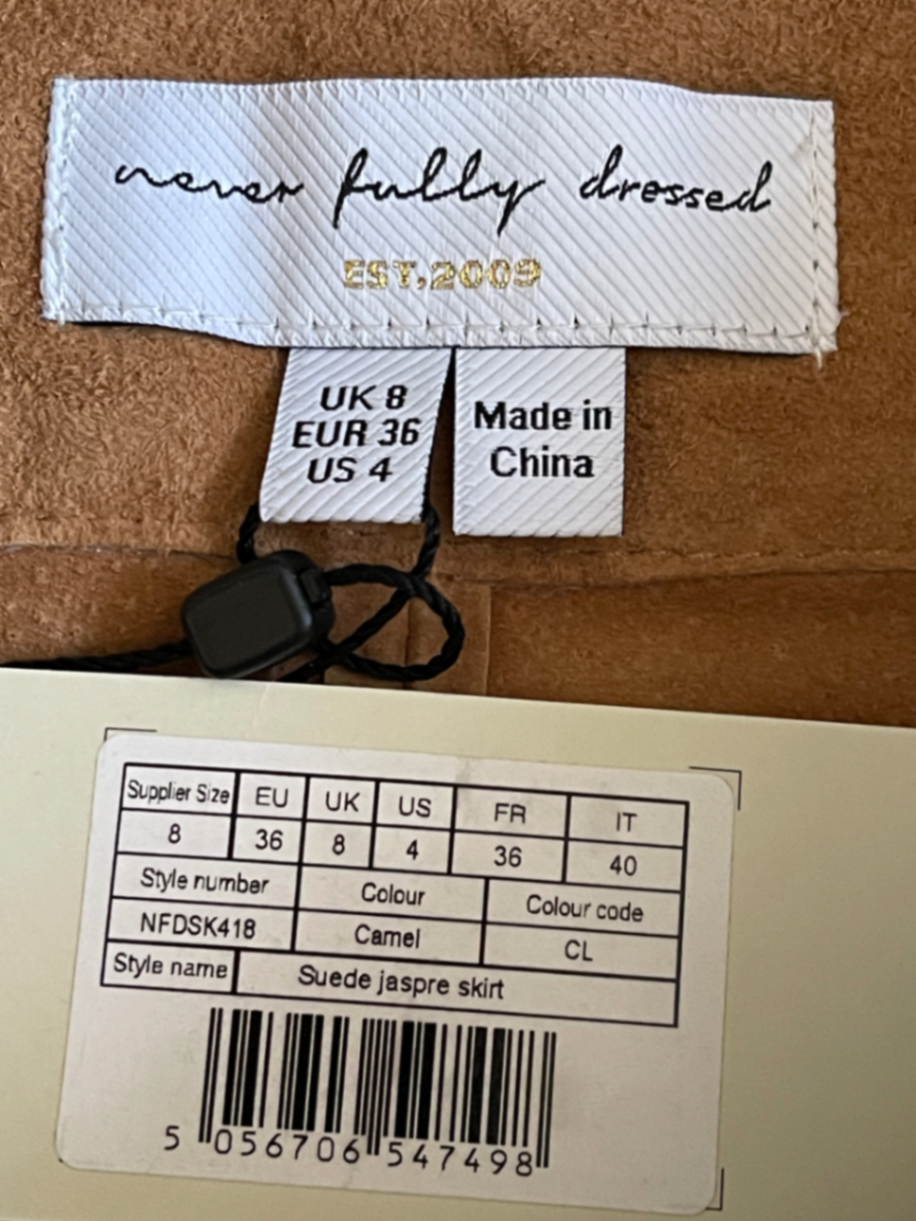 never fully dressed
EST,2009
UK 8
EUR 36
US 4
Made in
China
Supplier Size EU UK US FR IT
8 36 8 4 36 40
Style number Colour Colour code
NFDSK418 Camel CL
Style name Suede jaspre skirt
5 056706 547498